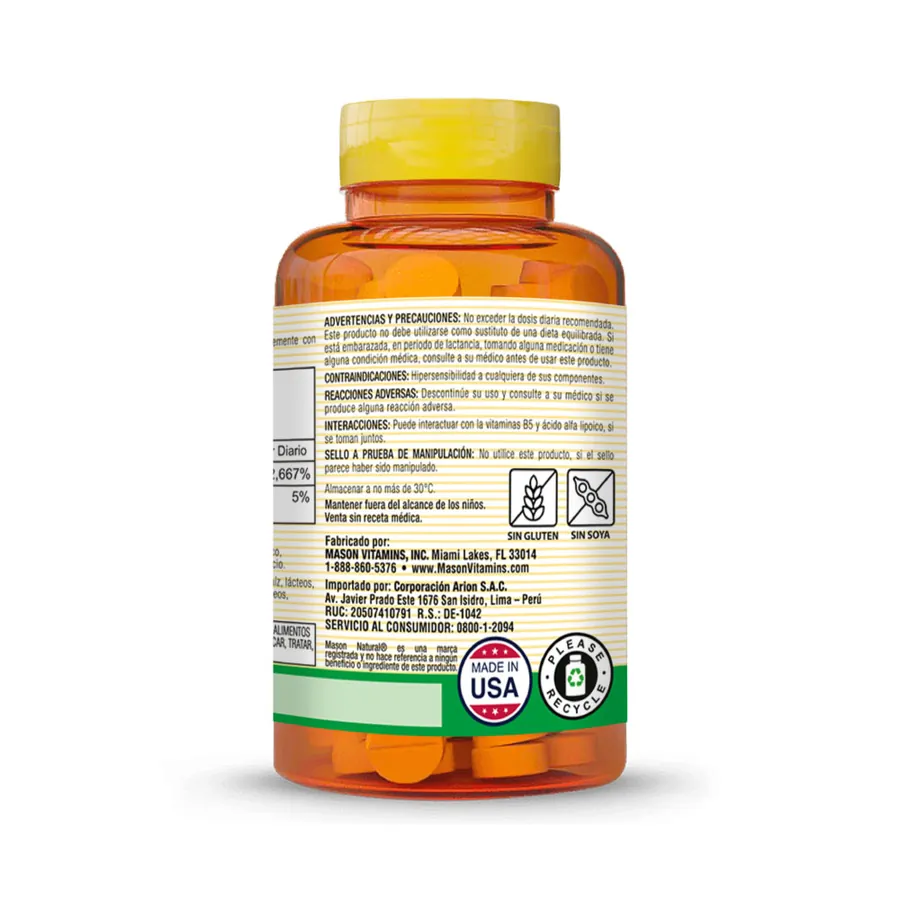 emente con
r Diario
2,667%
5%
co,
cio.
aíz, lácteos,
eos,
ALIMENTOS
CAR, TRATAR,
ADVERTENCIAS Y PRECAUCIONES: No exceder la dosis diaria recomendada.
Este producto no debe utilizarse como sustituto de una dieta equilibrada. Si
está embarazada, en periodo de lactancia, tomando alguna medicación o tiene
alguna condición médica, consulte a su médico antes de usar este producto.
CONTRAINDICACIONES: Hipersensibilidad a cualquiera de sus componentes.
REACCIONES ADVERSAS: Descontinúe su uso y consulte a su médico si se
produce alguna reacción adversa.
INTERACCIONES: Puede interactuar con la vitaminas B5 y ácido alfa lipoico, si
se toman juntos.
SELLO A PRUEBA DE MANIPULACIÓN: No utilice este producto, si el sello
parece haber sido manipulado.
Almacenar a no más de 30°C.
Mantener fuera del alcance de los niños.
Venta sin receta médica.
SIN GLUTEN
SIN SOYA
Fabricado por:
MASON VITAMINS, INC. Miami Lakes, FL 33014
1-888-860-5376 • www.MasonVitamins.com
Importado por: Corporación Arion S.A.C.
Av. Javier Prado Este 1676 San Isidro, Lima – Perú
RUC: 20507410791 R.S.: DE-1042
SERVICIO AL CONSUMIDOR: 0800-1-2094
Mason Natural® es una marca
registrada y no hace referencia a ningún
beneficio o ingrediente de este producto.
MADE IN
USA
• PLEASE •
RECYCLE